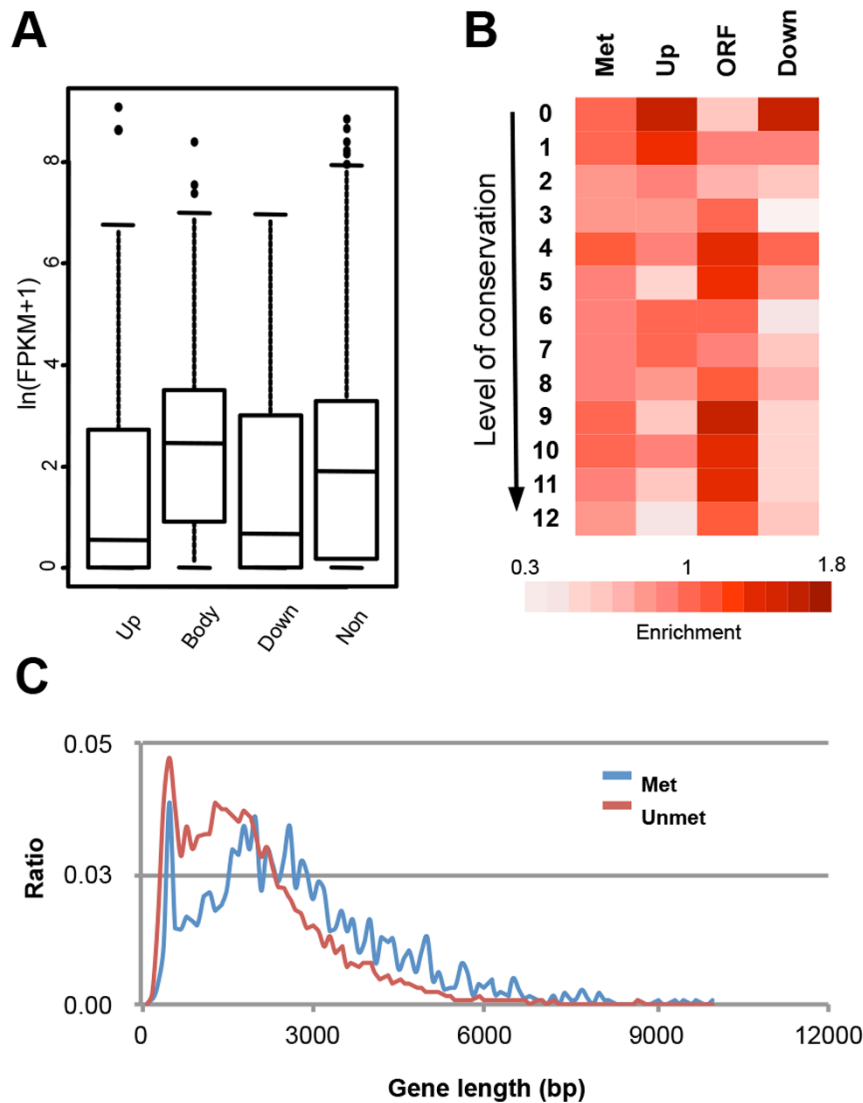 A
ln(FPKM+1)
8
6
4
2
0
Up
Body
Down
Non
B
Met
Up
ORF
Down
Level of conservation
0
1
2
3
4
5
6
7
8
9
10
11
12
0.3
1
1.8
Enrichment
C
Ratio
0.05
0.03
0.00
Met
Unmet
0
3000
6000
9000
12000
Gene length (bp)